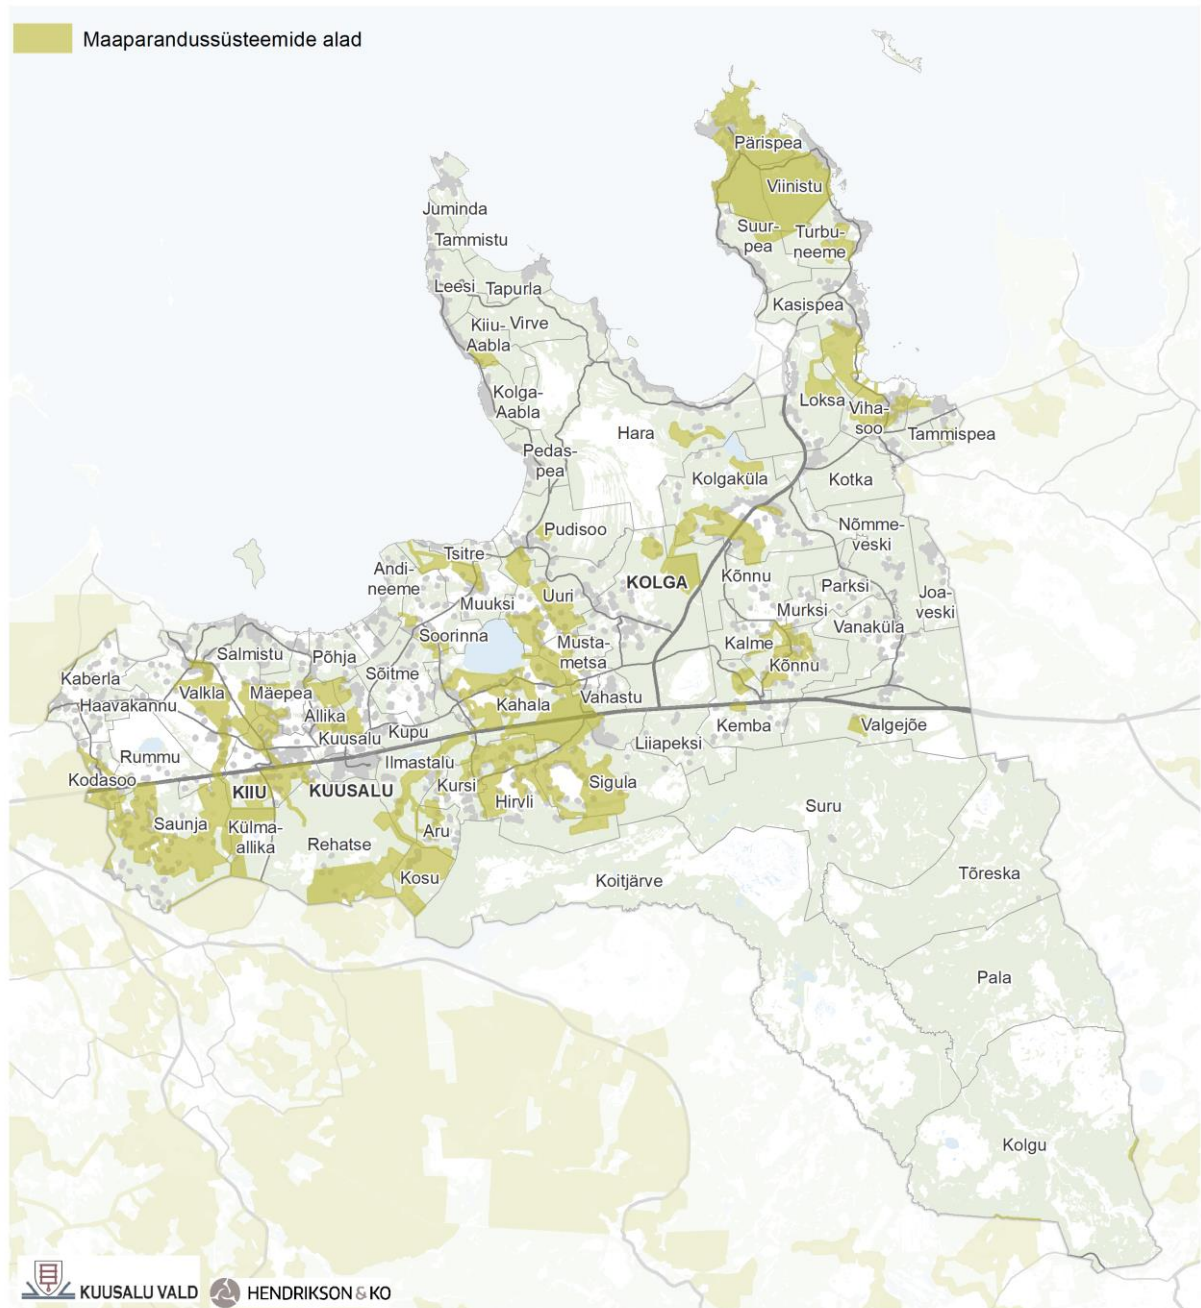 Maaparandussüsteemide alad
Pärispea
Viinistu
Suur-
pea
Turbu-
neeme
Juminda
Tammistu
Leesi
Tapurla
Kasispea
Kiiu-
Aabla
Virve
Kolga-
Aabla
Loksa
Viha-
soo
Hara
Tammispea
Pedas-
pea
Kolgaküla
Kotka
Pudisoo
Nõmme-
veski
Tsitre
Andi-
neeme
KOLGA
Kõnnu
Parksi
Joa-
veski
Uuri
Muuksi
Murksi
Vanaküla
Soorinna
Musta-
metsa
Kalme
Kõnnu
Salmistu
Põhja
Sõitme
Kaberla
Valkla
Mäepea
Haavakannu
Allika
Kahala
Vahastu
Kuusalu
Kupu
Liiapeksi
Kemba
Valgejõe
Rummu
Ilmastalu
Kodasoo
KIIU
KUUSALU
Kursi
Hirvli
Sigula
Saunja
Külma-
allika
Rehatse
Aru
Suru
Kosu
Koitjärve
Tõreska
Pala
Kolgu
KUUSALU VALD
HENDRIKSON & KO